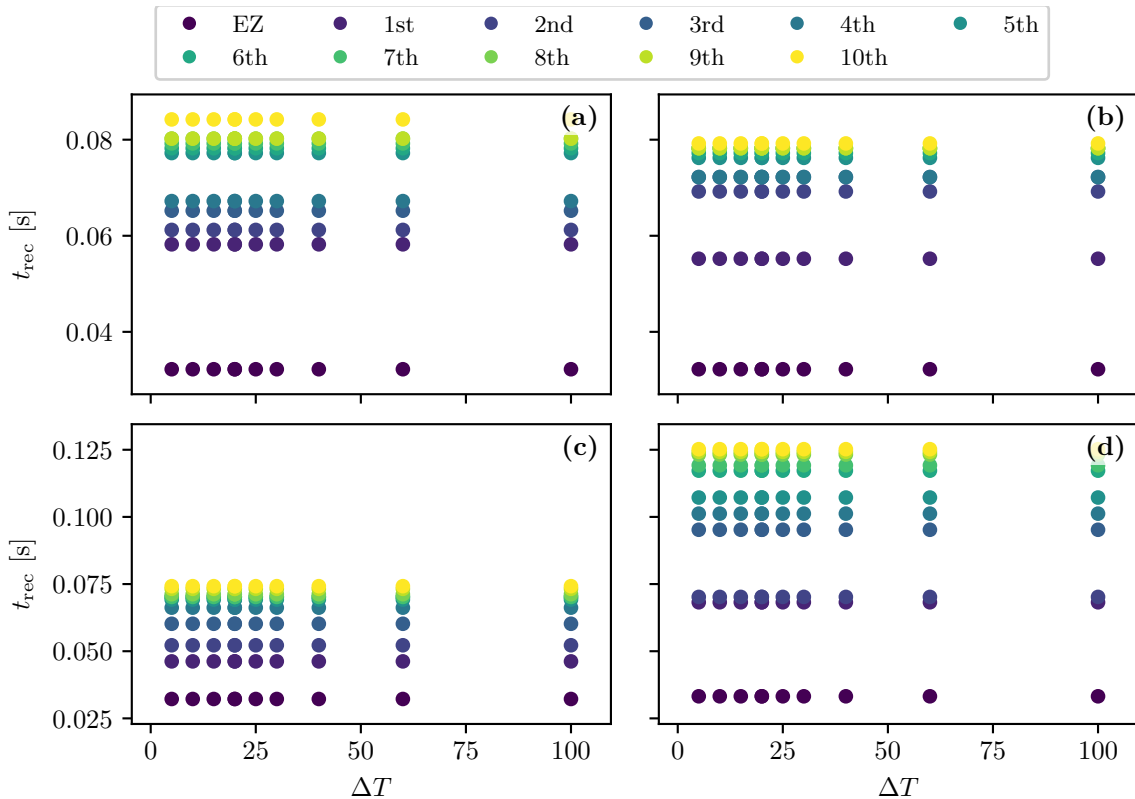 EZ 1st 2nd 3rd 4th 5th
6th 7th 8th 9th 10th
(a) (b)
0.08
0.06
0.04
t_rec [s]
(c) (d)
0.125
0.100
0.075
0.050
0.025
t_rec [s]
0 25 50 75 100 0 25 50 75 100
ΔT ΔT